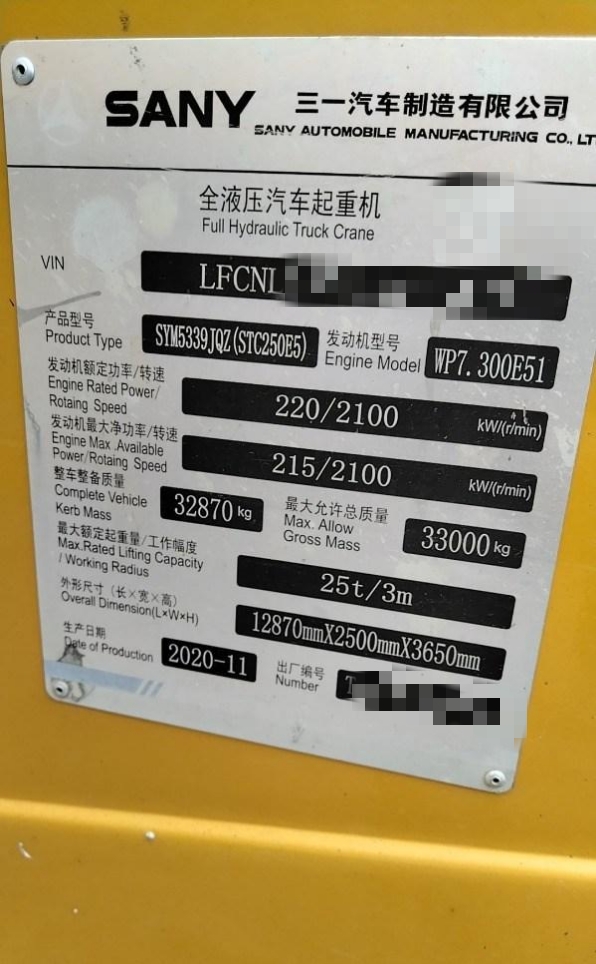 SANY 三一汽车制造有限公司
SANY AUTOMOBILE MANUFACTURING CO., LT
全液压汽车起重机
Full Hydraulic Truck Crane
VIN LFCNL
产品型号
Product Type SYM5339JQZ(STC250E5) 发动机型号
Engine Model WP7.300E51
发动机额定功率/转速
Engine Rated Power/
Rotaing Speed 220/2100 kW/(r/min)
发动机最大净功率/转速
Engine Max .Available
Power/Rotaing Speed 215/2100 kW/(r/min)
整车整备质量
Complete Vehicle
Kerb Mass 32870 kg 最大允许总质量
Max. Allow
Gross Mass 33000 kg
最大额定起重量/工作幅度
Max.Rated Lifting Capacity
/ Working Radius 25t/3m
外形尺寸（长×宽×高）
Overall Dimension(L×W×H) 12870mmX2500mmX3650mm
生产日期
Date of Production 2020-11 出厂编号
Number T